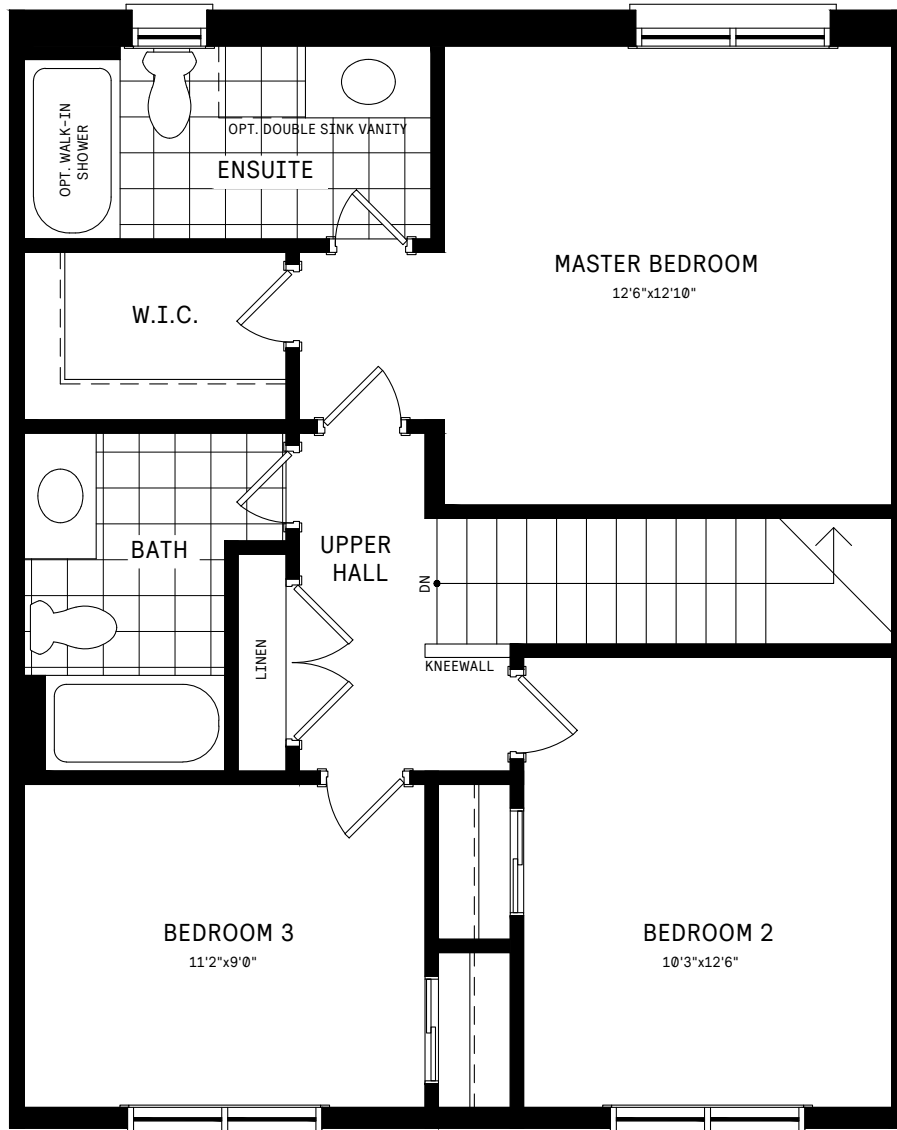 OPT. WALK-IN
SHOWER
OPT. DOUBLE SINK VANITY
ENSUITE
MASTER BEDROOM
12'6"x12'10"
W.I.C.
BATH
UPPER
HALL
DN
LINEN
KNEEWALL
BEDROOM 3
11'2"x9'0"
BEDROOM 2
10'3"x12'6"